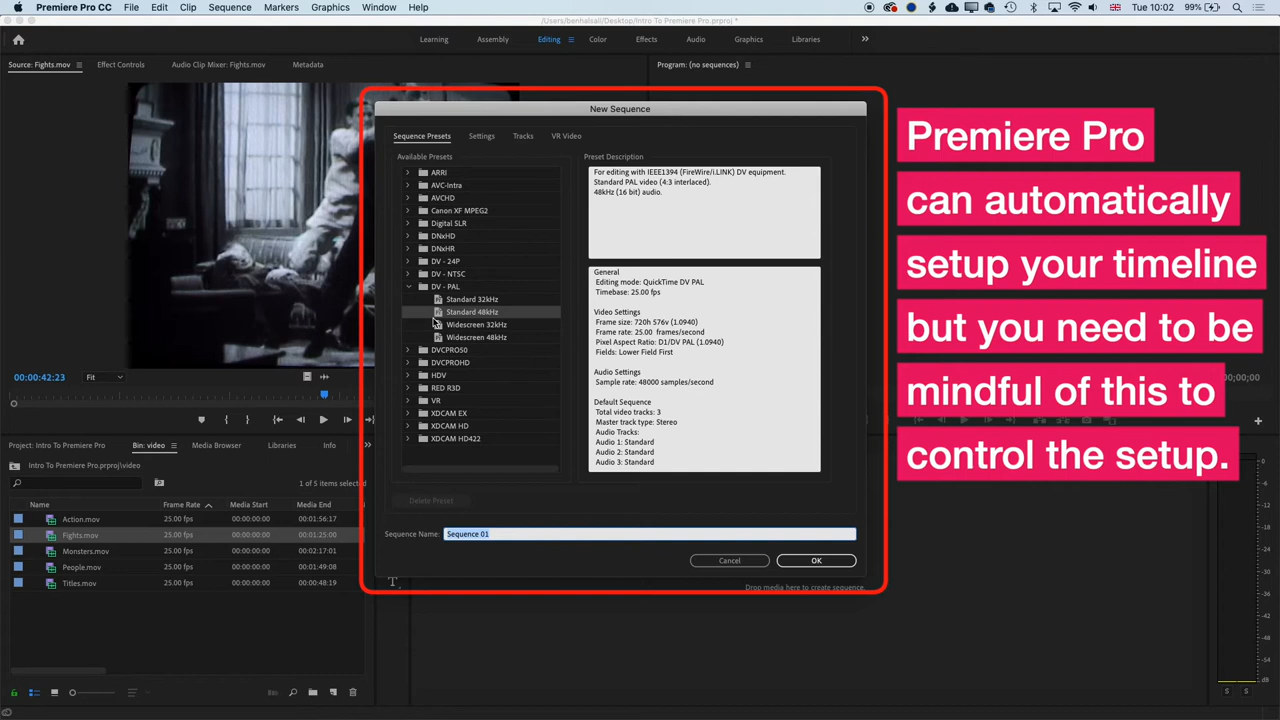 Premiere Pro CC File Edit Clip Sequence Markers Graphics Window Help Tue 10:02 99%
/Users/benhalsall/Desktop/Intro To Premiere Pro.prproj *
Learning Assembly Editing Color Effects Audio Graphics Libraries
Source: Fights.mov Effect Controls Audio Clip Mixer: Fights.mov Metadata Program: (no sequences)
New Sequence
Sequence Presets Settings Tracks VR Video
Available Presets
ARRI
AVC-Intra
AVCHD
Canon XF MPEG2
Digital SLR
DNxHD
DNxHR
DV - 24P
DV - NTSC
DV - PAL
Standard 32kHz
Standard 48kHz
Widescreen 32kHz
Widescreen 48kHz
DVCPRO50
DVCPROHD
HDV
RED R3D
VR
XDCAM EX
XDCAM HD
XDCAM HD422
Preset Description
For editing with IEEE1394 (FireWire/i.LINK) DV equipment.
Standard PAL video (4:3 interlaced).
48kHz (16 bit) audio.
General
Editing mode: QuickTime DV PAL
Timebase: 25.00 fps
Video Settings
Frame size: 720h 576v (1.0940)
Frame rate: 25.00 frames/second
Pixel Aspect Ratio: D1/DV PAL (1.0940)
Fields: Lower Field First
Audio Settings
Sample rate: 48000 samples/second
Default Sequence
Total video tracks: 3
Master track type: Stereo
Audio Tracks:
Audio 1: Standard
Audio 2: Standard
Audio 3: Standard
Delete Preset
Sequence Name: Sequence 01
Cancel OK
Premiere Pro
can automatically
setup your timeline
but you need to be
mindful of this to
control the setup.
00:00:42:23 Fit
00;00
Project: Intro To Premiere Pro Bin: video Media Browser Libraries Info
Intro To Premiere Pro.prproj\video
1 of 5 items selected
Name Frame Rate Media Start Media End
Action.mov 25.00 fps 00:00:00:00 00:01:56:17
Fights.mov 25.00 fps 00:00:00:00 00:01:25:00
Monsters.mov 25.00 fps 00:00:00:00 00:02:17:01
People.mov 25.00 fps 00:00:00:00 00:01:49:08
Titles.mov 25.00 fps 00:00:00:00 00:00:48:19
Drop media here to create sequence.
0
-6
-12
-18
-24
-30
-36
-42
-48
-54
dB
S S